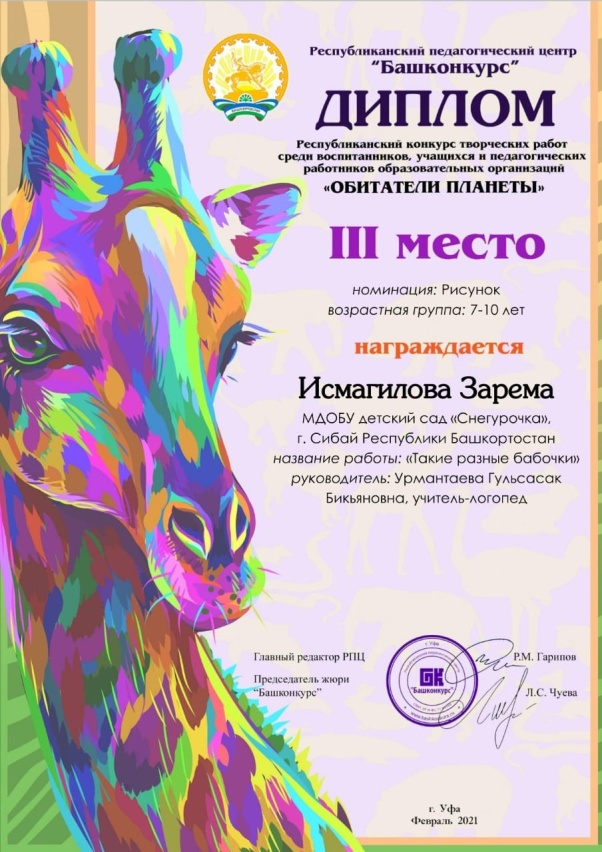 Республиканский педагогический центр
"Башконкурс"
ДИПЛОМ
Республиканский конкурс творческих работ
среди воспитанников, учащихся и педагогических
работников образовательных организаций
«ОБИТАТЕЛИ ПЛАНЕТЫ»
III место
номинация: Рисунок
возрастная группа: 7-10 лет
награждается
Исмагилова Зарема
МДОБУ детский сад «Снегурочка»,
г. Сибай Республики Башкортостан
название работы: «Такие разные бабочки»
руководитель: Урмантаева Гульсасак
Бикьяновна, учитель-логопед
Главный редактор РПЦ
Р.М. Гарипов
Председатель жюри
"Башконкурс"
Л.С. Чуева
г. Уфа
БК
"Башконкурс"
г. Уфа
Февраль 2021